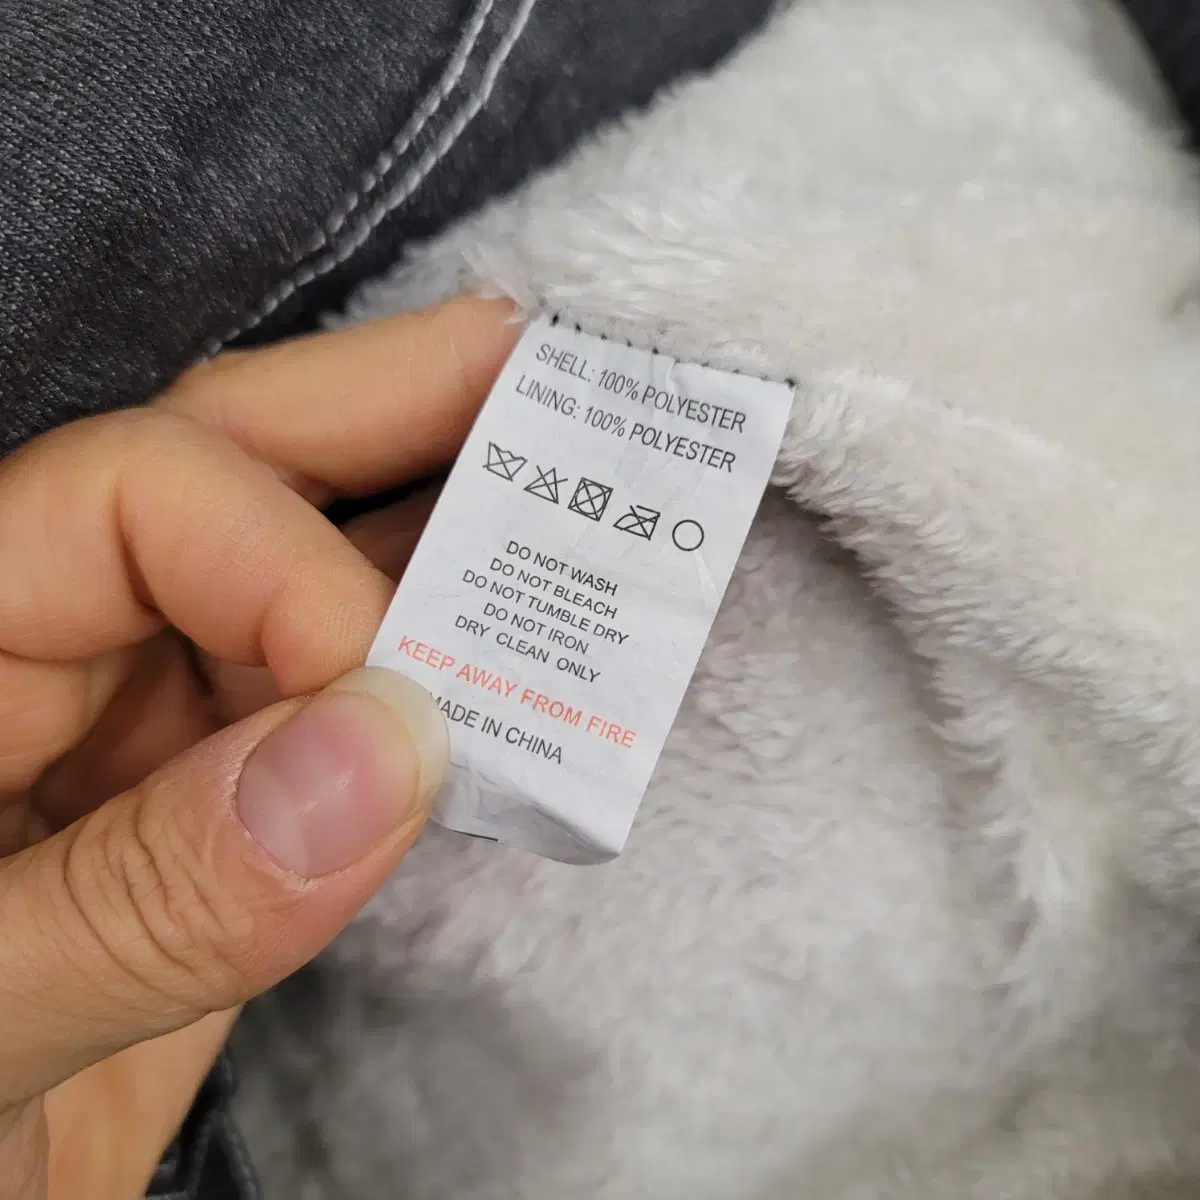 SHELL: 100% POLYESTER
LINING: 100% POLYESTER
DO NOT WASH
DO NOT BLEACH
DO NOT TUMBLE DRY
DO NOT IRON
DRY CLEAN ONLY
KEEP AWAY FROM FIRE
MADE IN CHINA